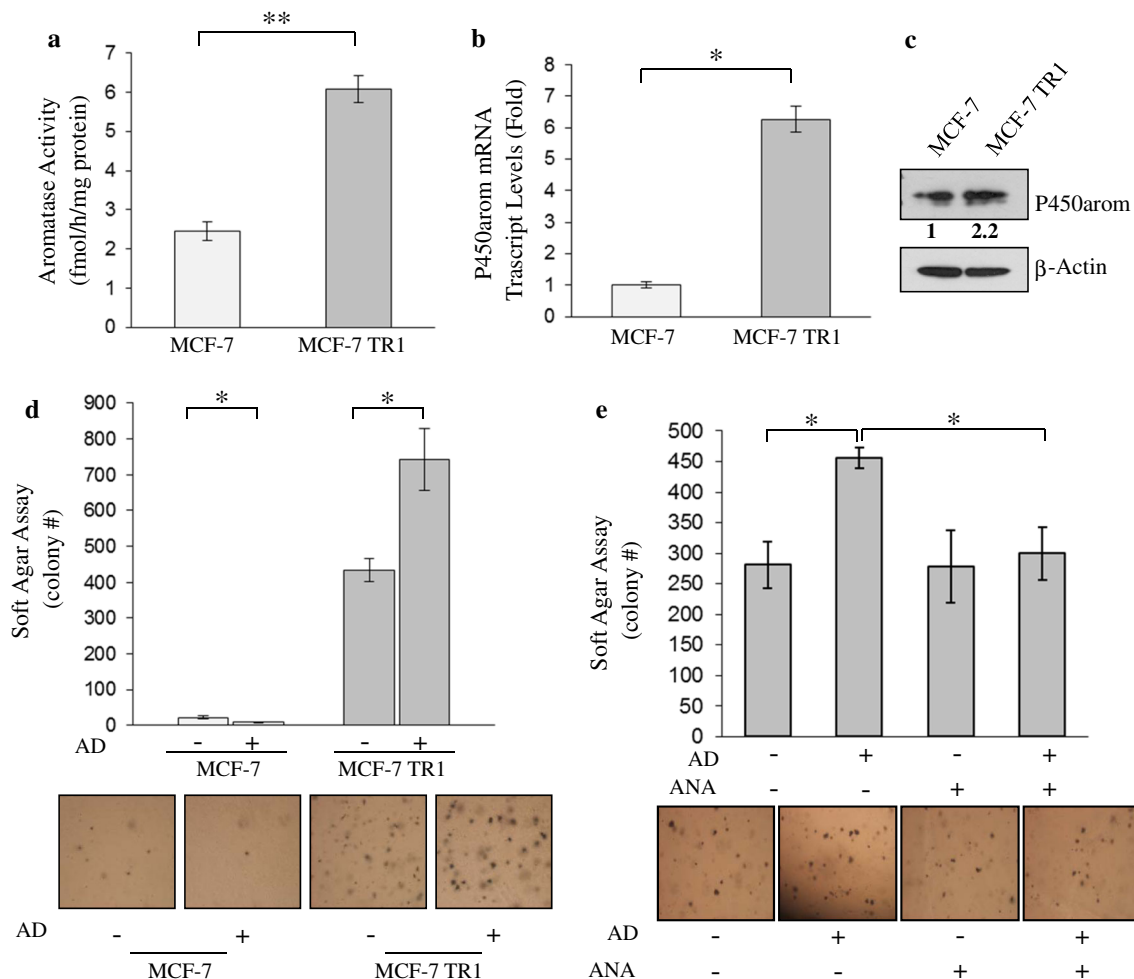 a
**
Aromatase Activity
(fmol/h/mg protein)
7
6
5
4
3
2
1
0
MCF-7 MCF-7 TR1
b
*
P450arom mRNA
Trascript Levels (Fold)
8
7
6
5
4
3
2
1
0
MCF-7 MCF-7 TR1
c
MCF-7 MCF-7 TR1
P450arom
1 2.2
β-Actin
d
* *
Soft Agar Assay
(colony #)
900
800
700
600
500
400
300
200
100
0
AD - + - +
MCF-7 MCF-7 TR1
AD - + - +
MCF-7 MCF-7 TR1
e
* *
Soft Agar Assay
(colony #)
500
450
400
350
300
250
200
150
100
50
0
AD - + - +
ANA - - + +
AD - + - +
ANA - - + +